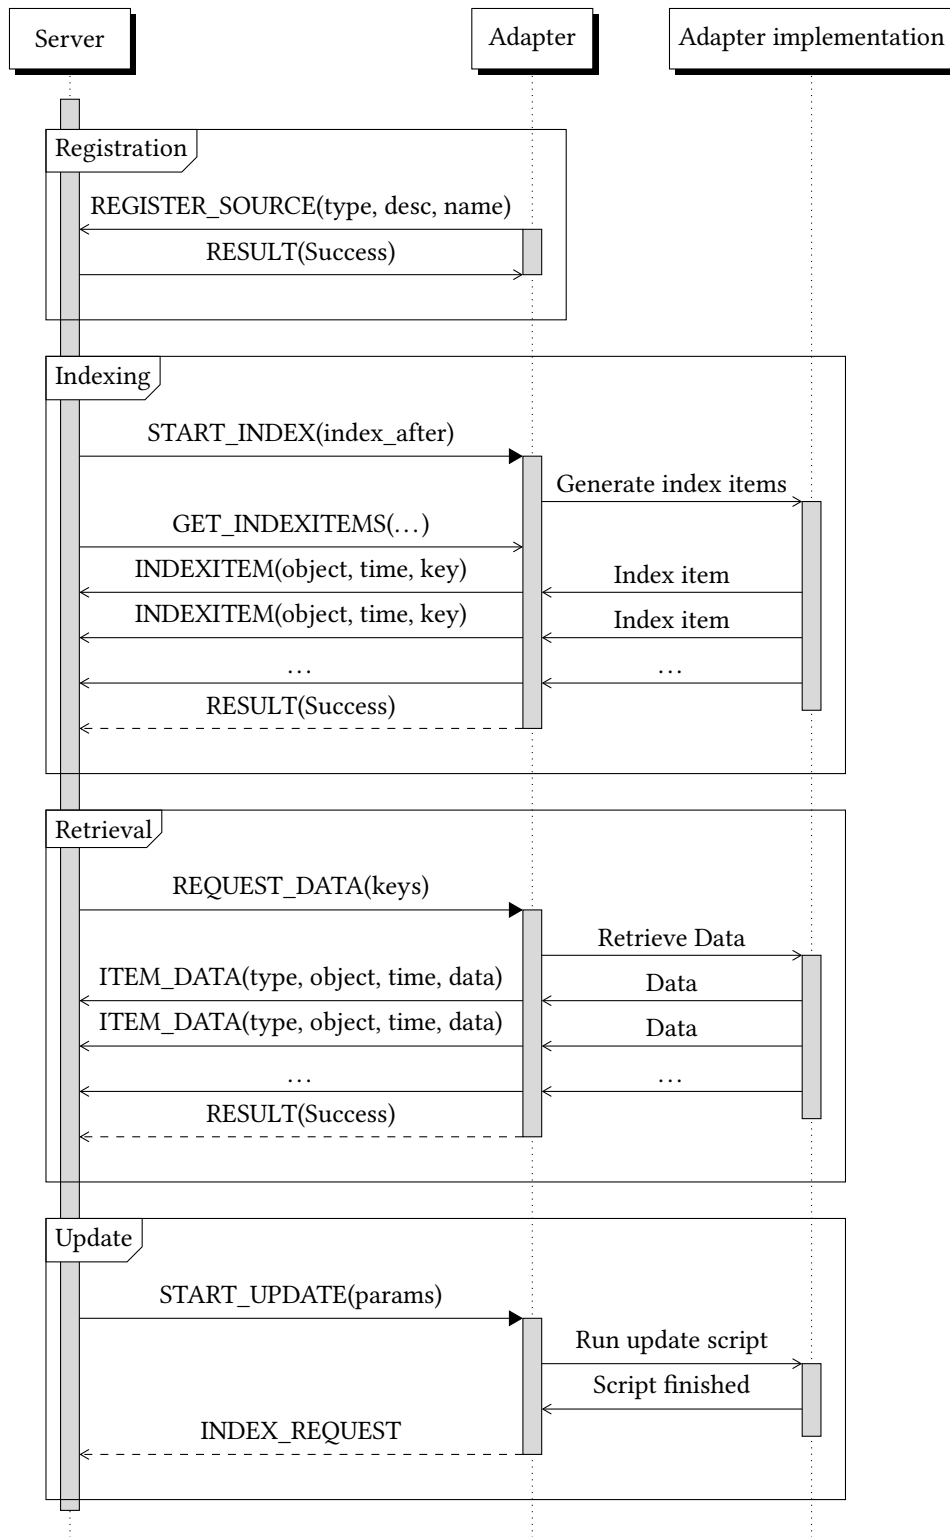 Server
Adapter
Adapter implementation
Registration
REGISTER_SOURCE(type, desc, name)
RESULT(Success)
Indexing
START_INDEX(index_after)
Generate index items
GET_INDEXITEMS(…)
INDEXITEM(object, time, key)
Index item
INDEXITEM(object, time, key)
Index item
…
…
RESULT(Success)
Retrieval
REQUEST_DATA(keys)
Retrieve Data
ITEM_DATA(type, object, time, data)
Data
ITEM_DATA(type, object, time, data)
Data
…
…
RESULT(Success)
Update
START_UPDATE(params)
Run update script
Script finished
INDEX_REQUEST